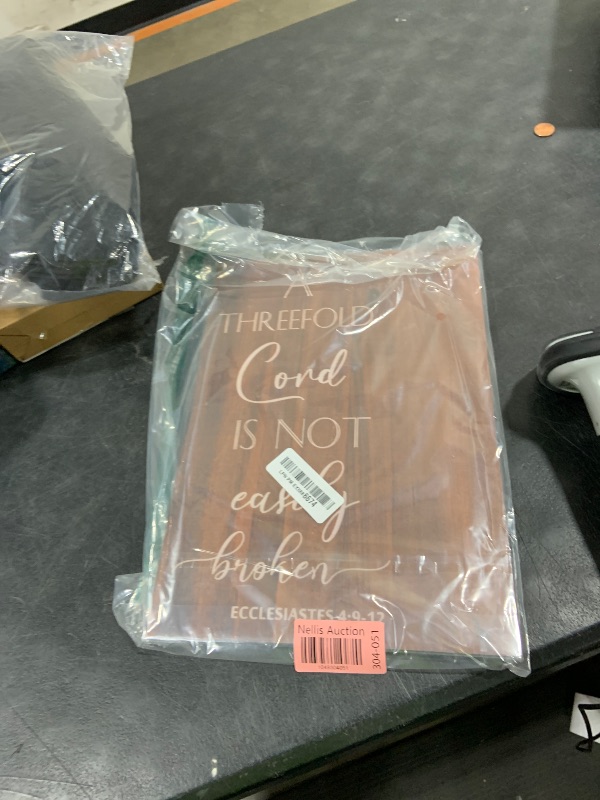 A
THREEFOLD
Cord
IS NOT
easily
broken
ECCLESIASTES 4:9-12
Nellis Auction
304-051